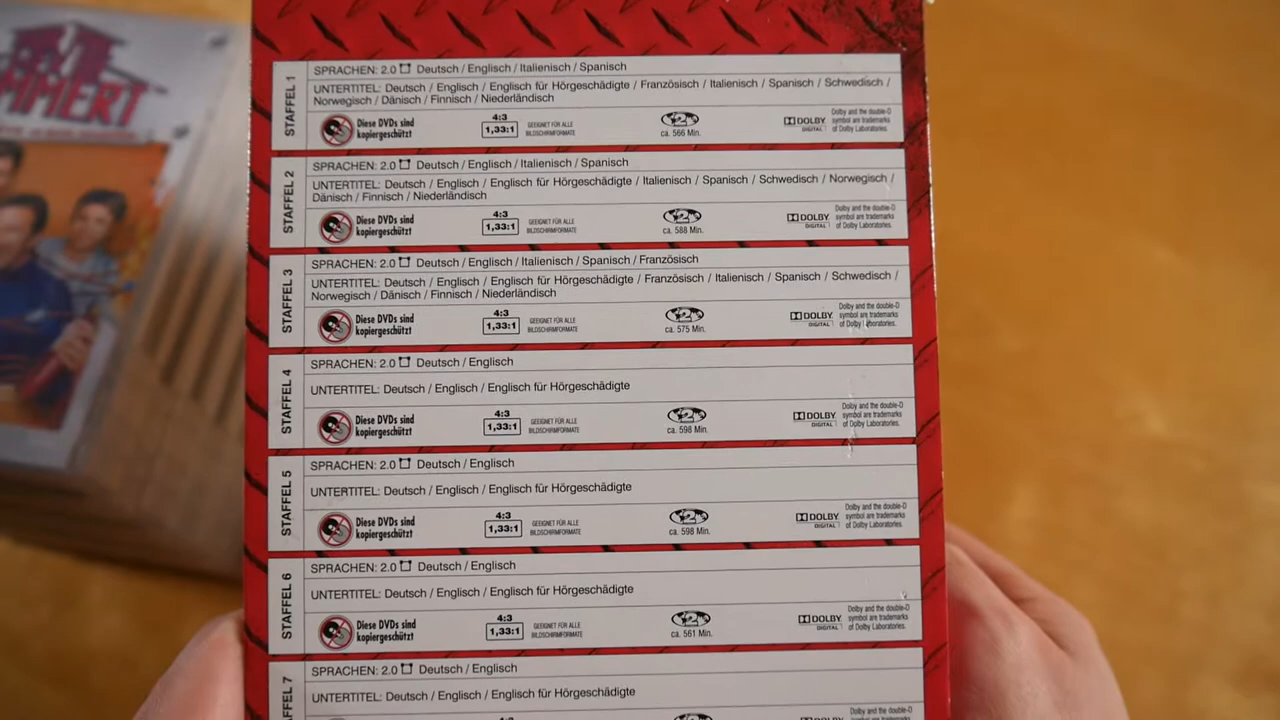 MMERT
STAFFEL 1
SPRACHEN: 2.0 Deutsch / Englisch / Italienisch / Spanisch
UNTERTITEL: Deutsch / Englisch / Englisch für Hörgeschädigte / Französisch / Italienisch / Spanisch / Schwedisch /
Norwegisch / Dänisch / Finnisch / Niederländisch
Diese DVDs sind
kopiergeschützt
4:3
1,33:1
GEEIGNET FÜR ALLE
BILDSCHIRMFORMATE
2
ca. 566 Min.
DOLBY
DIGITAL
Dolby and the double-D
symbol are trademarks
of Dolby Laboratories.
STAFFEL 2
SPRACHEN: 2.0 Deutsch / Englisch / Italienisch / Spanisch
UNTERTITEL: Deutsch / Englisch / Englisch für Hörgeschädigte / Italienisch / Spanisch / Schwedisch / Norwegisch /
Dänisch / Finnisch / Niederländisch
Diese DVDs sind
kopiergeschützt
4:3
1,33:1
GEEIGNET FÜR ALLE
BILDSCHIRMFORMATE
2
ca. 588 Min.
DOLBY
DIGITAL
Dolby and the double-D
symbol are trademarks
of Dolby Laboratories.
STAFFEL 3
SPRACHEN: 2.0 Deutsch / Englisch / Italienisch / Spanisch / Französisch
UNTERTITEL: Deutsch / Englisch / Englisch für Hörgeschädigte / Französisch / Italienisch / Spanisch / Schwedisch /
Norwegisch / Dänisch / Finnisch / Niederländisch
Diese DVDs sind
kopiergeschützt
4:3
1,33:1
GEEIGNET FÜR ALLE
BILDSCHIRMFORMATE
2
ca. 575 Min.
DOLBY
DIGITAL
Dolby and the double-D
symbol are trademarks
of Dolby Laboratories.
STAFFEL 4
SPRACHEN: 2.0 Deutsch / Englisch
UNTERTITEL: Deutsch / Englisch / Englisch für Hörgeschädigte
Diese DVDs sind
kopiergeschützt
4:3
1,33:1
GEEIGNET FÜR ALLE
BILDSCHIRMFORMATE
2
ca. 598 Min.
DOLBY
DIGITAL
Dolby and the double-D
symbol are trademarks
of Dolby Laboratories.
STAFFEL 5
SPRACHEN: 2.0 Deutsch / Englisch
UNTERTITEL: Deutsch / Englisch / Englisch für Hörgeschädigte
Diese DVDs sind
kopiergeschützt
4:3
1,33:1
GEEIGNET FÜR ALLE
BILDSCHIRMFORMATE
2
ca. 598 Min.
DOLBY
DIGITAL
Dolby and the double-D
symbol are trademarks
of Dolby Laboratories.
STAFFEL 6
SPRACHEN: 2.0 Deutsch / Englisch
UNTERTITEL: Deutsch / Englisch / Englisch für Hörgeschädigte
Diese DVDs sind
kopiergeschützt
4:3
1,33:1
GEEIGNET FÜR ALLE
BILDSCHIRMFORMATE
2
ca. 561 Min.
DOLBY
DIGITAL
Dolby and the double-D
symbol are trademarks
of Dolby Laboratories.
FFEL 7
SPRACHEN: 2.0 Deutsch / Englisch
UNTERTITEL: Deutsch / Englisch / Englisch für Hörgeschädigte
Dolby and the double-D